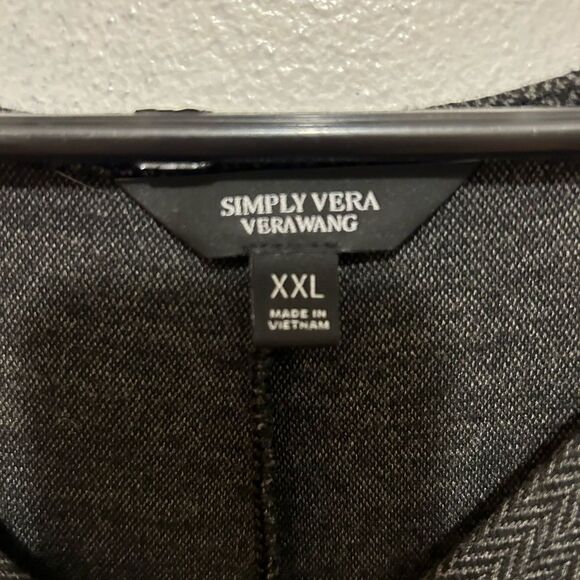 SIMPLY VERA
VERAWANG
XXL
MADE IN
VIETNAM